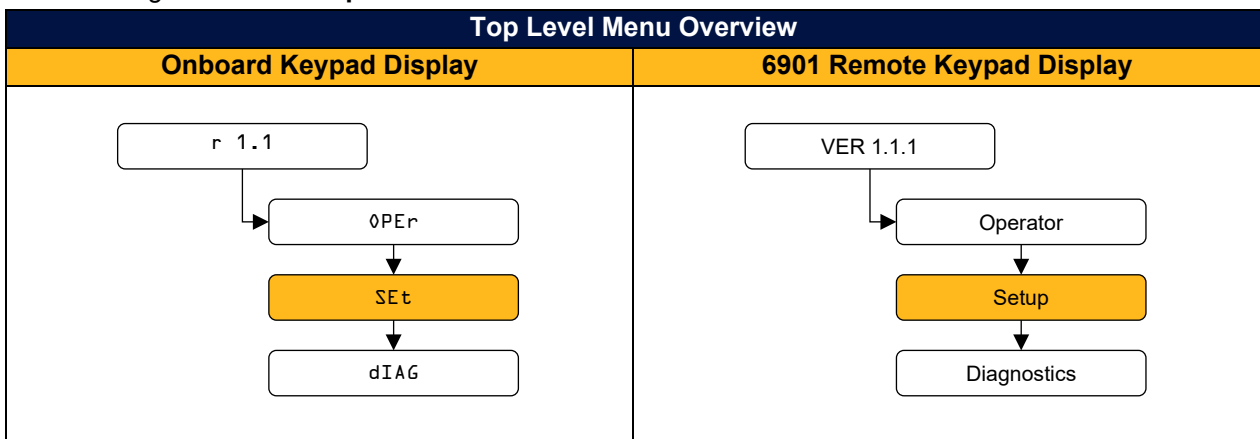 Top Level Menu Overview
Onboard Keypad Display
6901 Remote Keypad Display
r 1.1
OPEr
SEt
dIAG
VER 1.1.1
Operator
Setup
Diagnostics